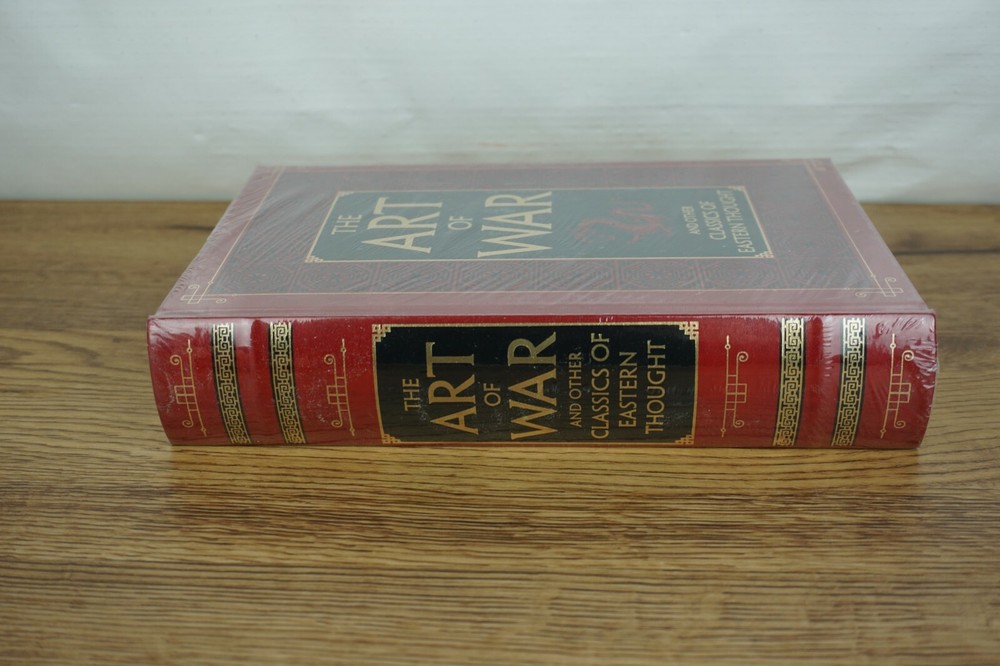 THE
ART
OF
WAR
AND OTHER
CLASSICS OF
EASTERN THOUGHT
THE
ART
OF
WAR
AND OTHER
CLASSICS OF
EASTERN
THOUGHT